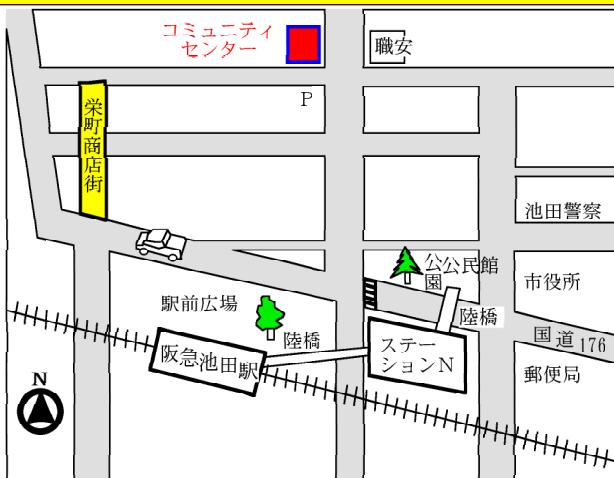 コミュニティ
センター
職安
P
栄町商店街
池田警察
公園
公民館
市役所
駅前広場
陸橋
陸橋
国道176
阪急池田駅
ステー
ションN
郵便局
N